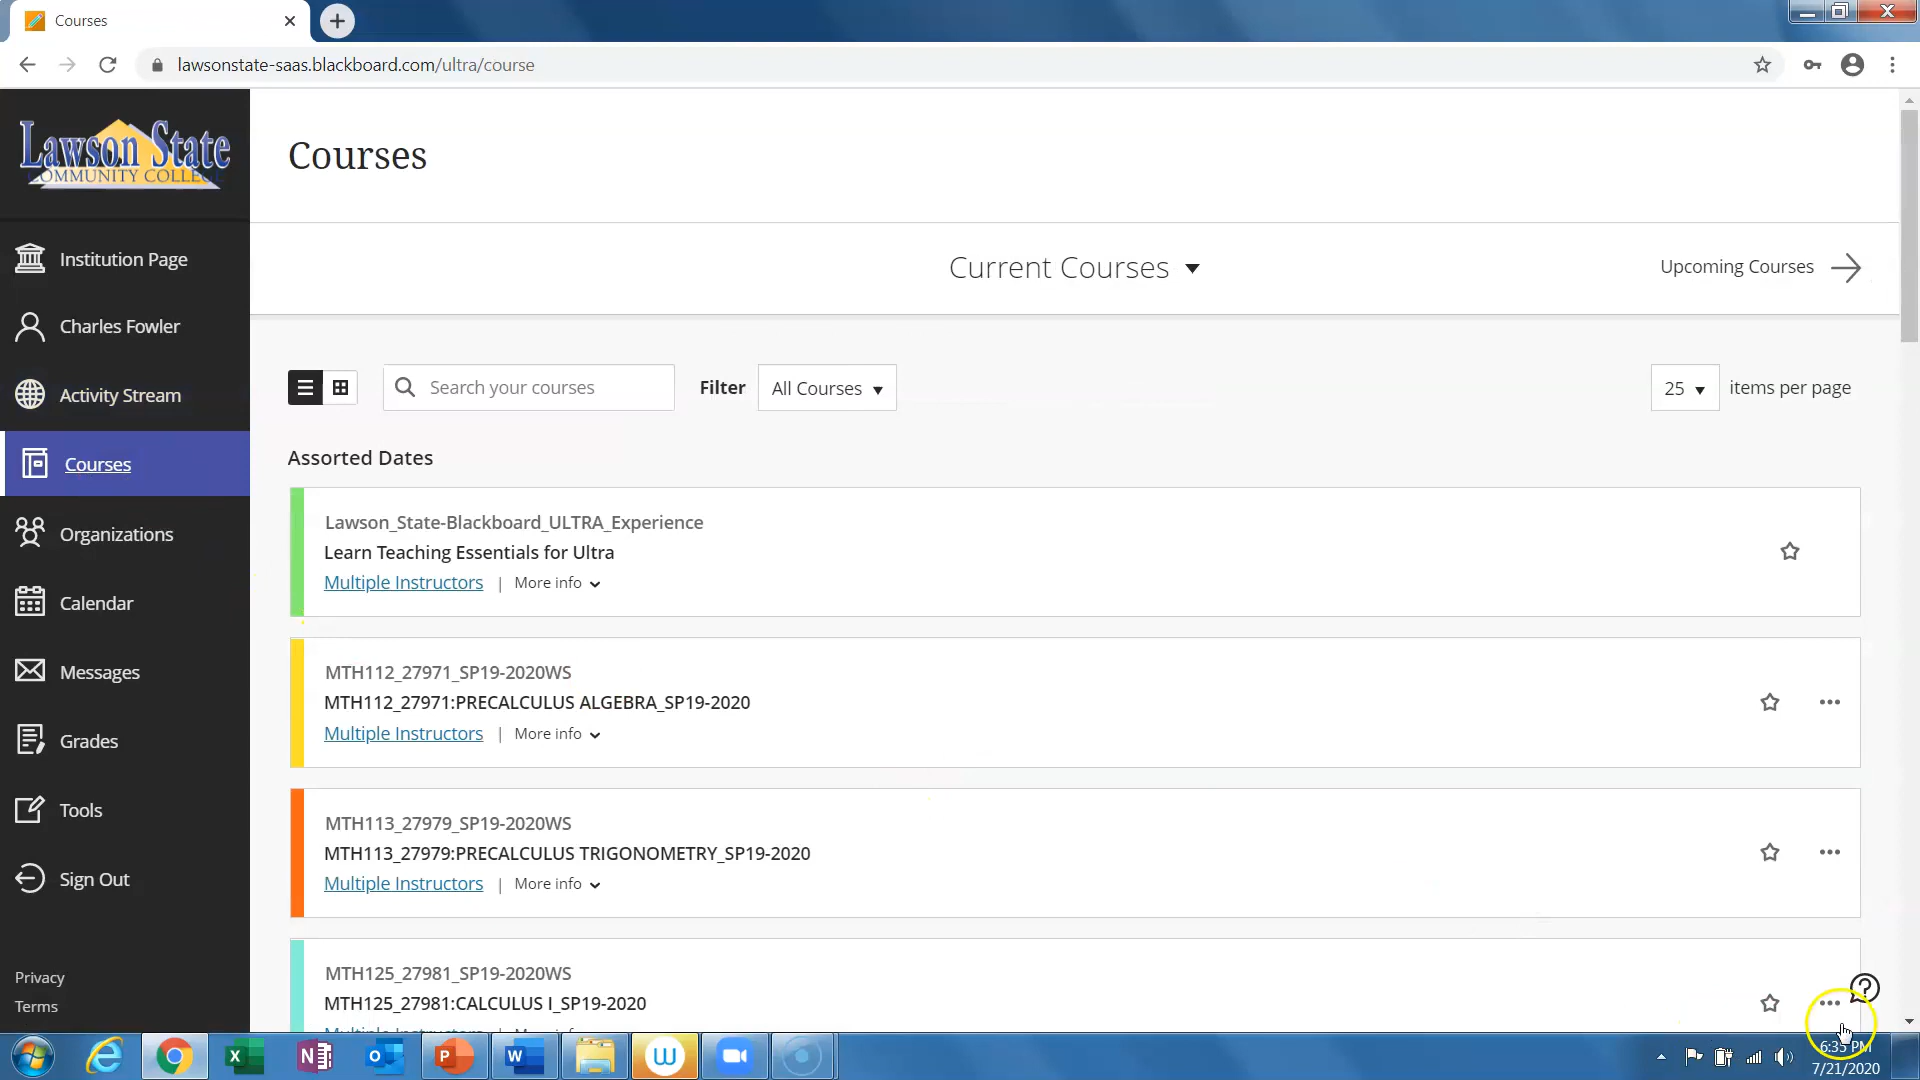 Courses
lawsonstate-saas.blackboard.com/ultra/course
Lawson State
COMMUNITY COLLEGE
Institution Page
Charles Fowler
Activity Stream
Courses
Organizations
Calendar
Messages
Grades
Tools
Sign Out
Privacy
Terms
Courses
Current Courses
Upcoming Courses
Search your courses
Filter
All Courses
25
items per page
Assorted Dates
Lawson_State-Blackboard_ULTRA_Experience
Learn Teaching Essentials for Ultra
Multiple Instructors | More info
MTH112_27971_SP19-2020WS
MTH112_27971:PRECALCULUS ALGEBRA_SP19-2020
Multiple Instructors | More info
MTH113_27979_SP19-2020WS
MTH113_27979:PRECALCULUS TRIGONOMETRY_SP19-2020
Multiple Instructors | More info
MTH125_27981_SP19-2020WS
MTH125_27981:CALCULUS I_SP19-2020
6:35 PM
7/21/2020